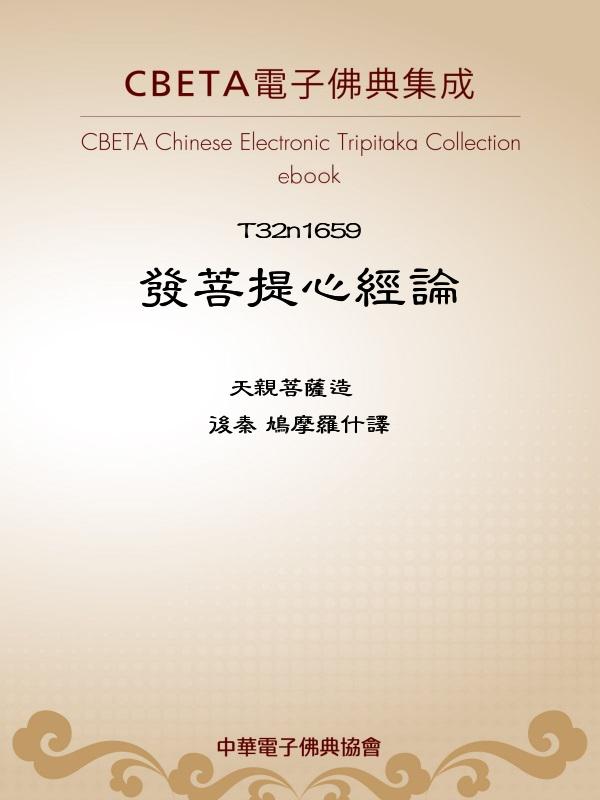 CBETA電子佛典集成
CBETA Chinese Electronic Tripitaka Collection
ebook
T32n1659
發菩提心經論
天親菩薩造
後秦 鳩摩羅什譯
中華電子佛典協會